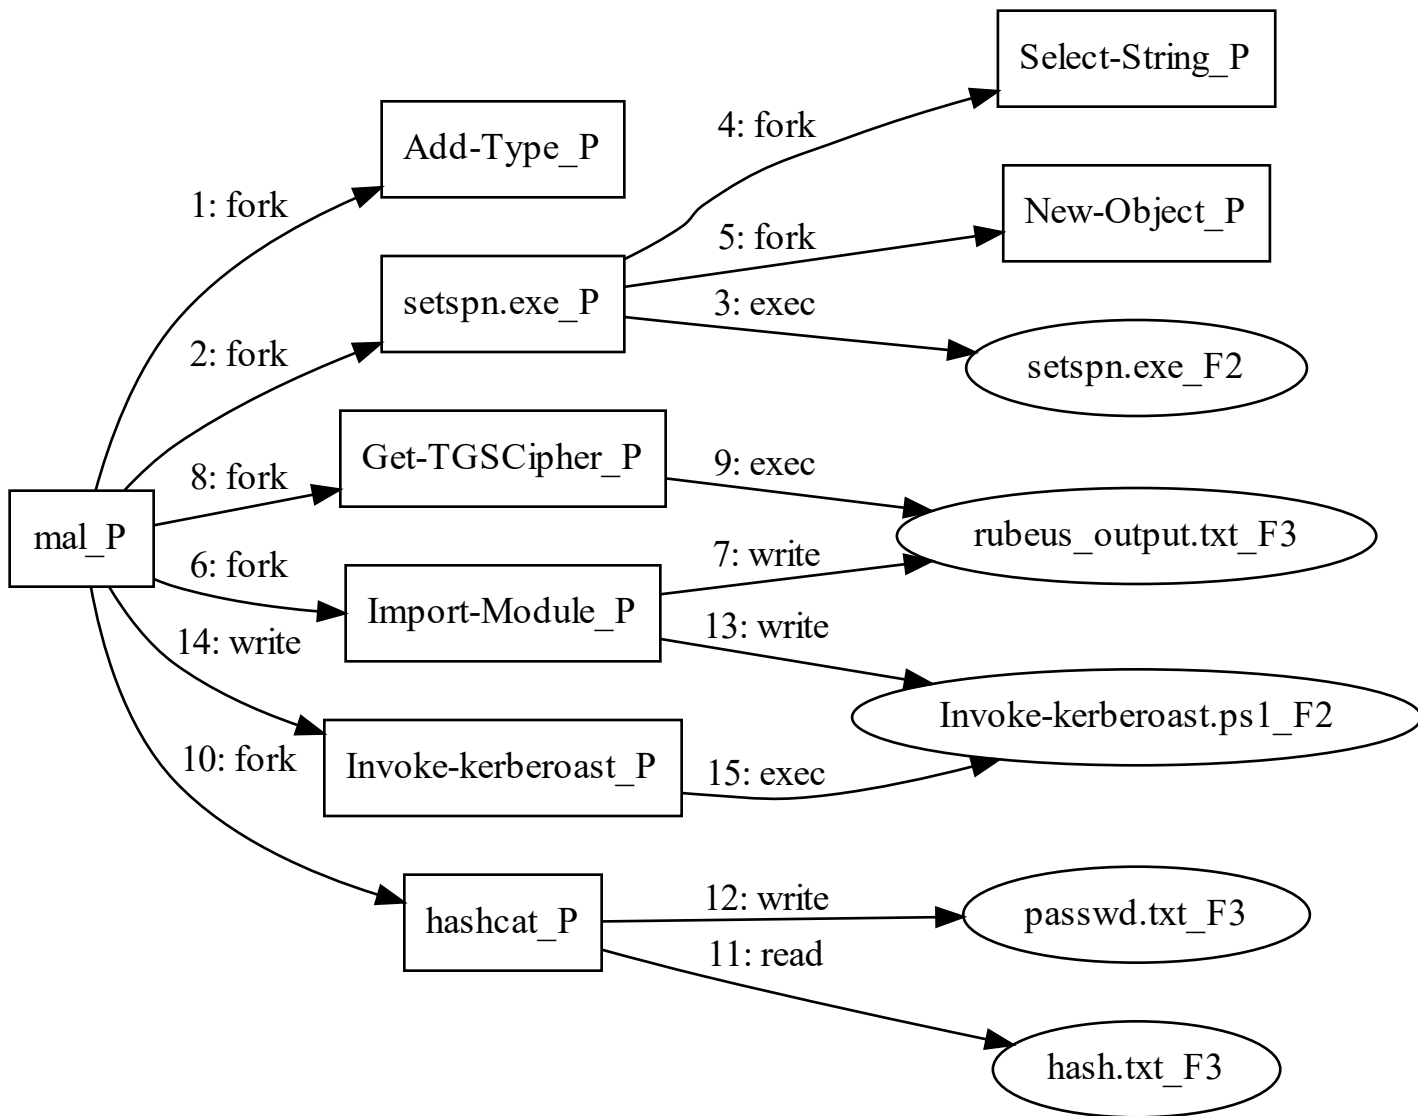 Select-String_P
4: fork
Add-Type_P
1: fork
New-Object_P
5: fork
setspn.exe_P
3: exec
2: fork
setspn.exe_F2
Get-TGSCipher_P
9: exec
8: fork
mal_P
rubeus_output.txt_F3
7: write
6: fork
Import-Module_P
13: write
14: write
Invoke-kerberoast.ps1_F2
10: fork
Invoke-kerberoast_P
15: exec
12: write
passwd.txt_F3
hashcat_P
11: read
hash.txt_F3